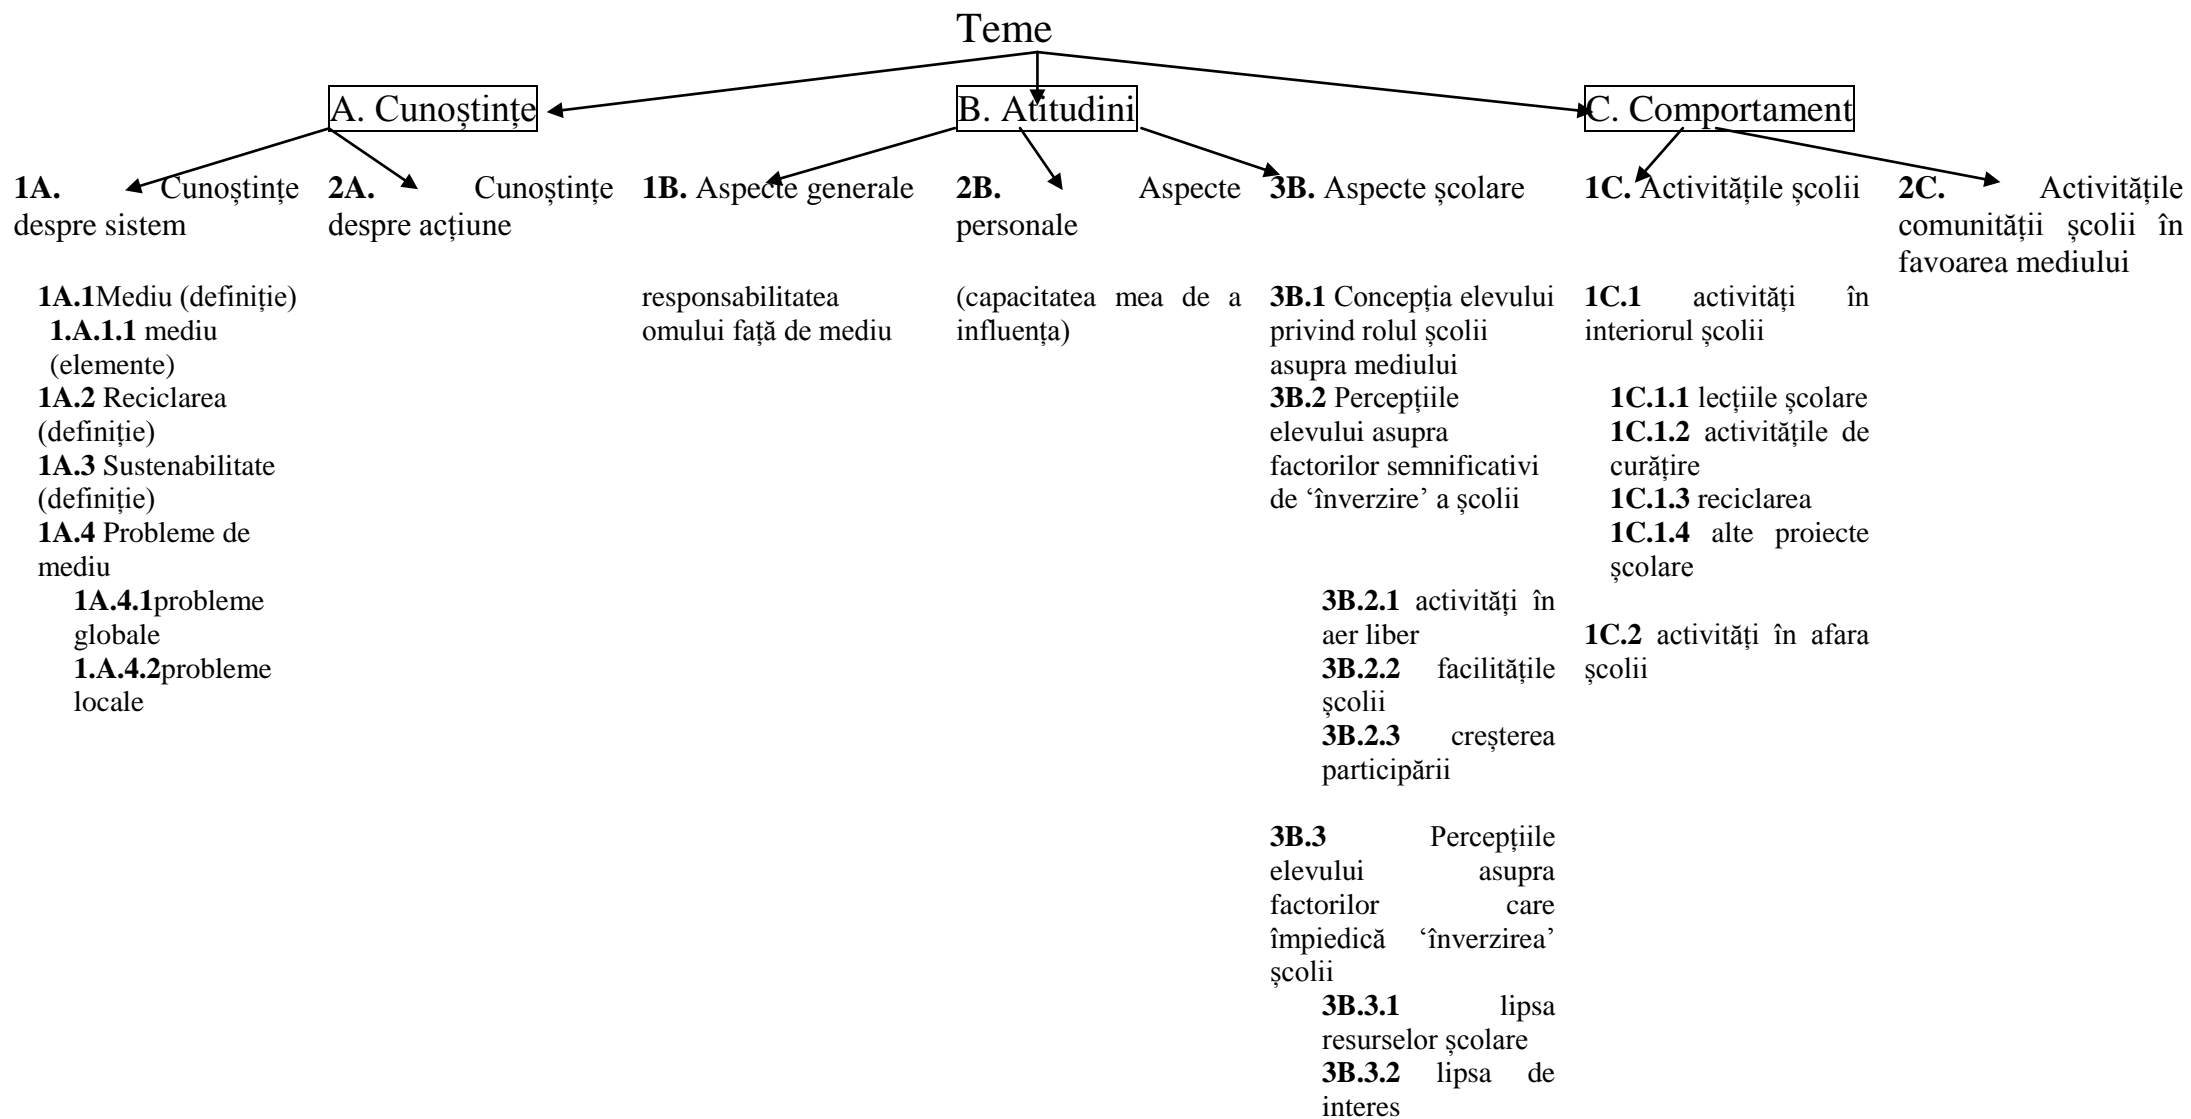 Teme
A. Cunoștințe
B. Atitudini
C. Comportament
1A. Cunoștințe
despre sistem
2A. Cunoștințe
despre acțiune
1B. Aspecte generale
2B. Aspecte
personale
3B. Aspecte școlare
1C. Activitățile școlii
2C. Activitățile
comunității școlii în
favoarea mediului
1A.1Mediu (definiție)
1.A.1.1 mediu
(elemente)
1A.2 Reciclarea
(definiție)
1A.3 Sustenabilitate
(definiție)
1A.4 Probleme de
mediu
1A.4.1probleme
globale
1.A.4.2probleme
locale
responsabilitatea
omului față de mediu
(capacitatea mea de a
influența)
3B.1 Concepția elevului
privind rolul școlii
asupra mediului
3B.2 Percepțiile
elevului asupra
factorilor semnificativi
de ‘înverzire’ a școlii
3B.2.1 activități în
aer liber
3B.2.2 facilitățile
școlii
3B.2.3 creșterea
participării
3B.3 Percepțiile
elevului asupra
factorilor care
împiedică ‘înverzirea’
școlii
3B.3.1 lipsa
resurselor școlare
3B.3.2 lipsa de
interes
1C.1 activități în
interiorul școlii
1C.1.1 lecțiile școlare
1C.1.2 activitățile de
curățire
1C.1.3 reciclarea
1C.1.4 alte proiecte
școlare
1C.2 activități în afara
școlii